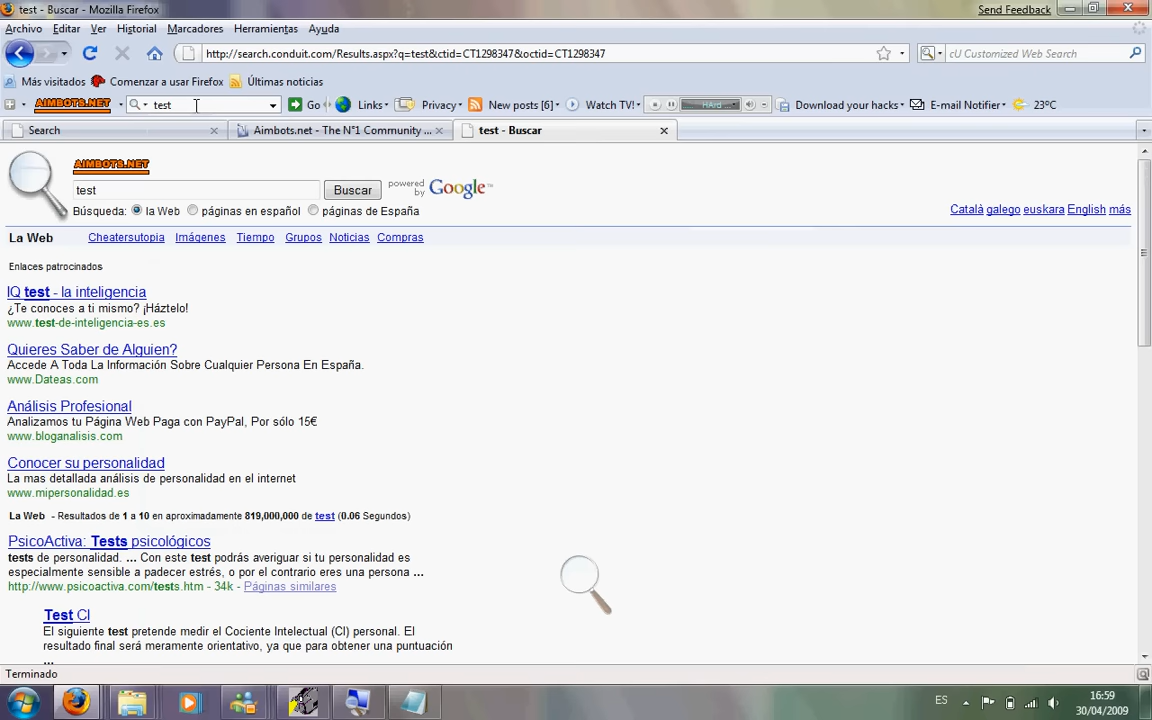 test - Buscar - Mozilla Firefox
Send Feedback
Archivo Editar Ver Historial Marcadores Herramientas Ayuda
http://search.conduit.com/Results.aspx?q=test&ctid=CT1298347&octid=CT1298347
cU Customized Web Search
Más visitados Comenzar a usar Firefox Últimas noticias
AIMBOTS.NET test Go Links Privacy New posts [6] Watch TV! HArd Download your hacks E-mail Notifier 23ºC
Search Aimbots.net - The N°1 Community ... test - Buscar
AIMBOTS.NET
test Buscar powered by Google™
Búsqueda: la Web páginas en español páginas de España
Català galego euskara English más
La Web Cheatersutopia Imágenes Tiempo Grupos Noticias Compras
Enlaces patrocinados
IQ test - la inteligencia
¿Te conoces a ti mismo? ¡Háztelo!
www.test-de-inteligencia-es.es
Quieres Saber de Alguien?
Accede A Toda La Información Sobre Cualquier Persona En España.
www.Dateas.com
Análisis Profesional
Analizamos tu Página Web Paga con PayPal, Por sólo 15€
www.bloganalisis.com
Conocer su personalidad
La mas detallada análisis de personalidad en el internet
www.mipersonalidad.es
La Web - Resultados de 1 a 10 en aproximadamente 819,000,000 de test (0.06 Segundos)
PsicoActiva: Tests psicológicos
tests de personalidad. ... Con este test podrás averiguar si tu personalidad es
especialmente sensible a padecer estrés, o por el contrario eres una persona ...
http://www.psicoactiva.com/tests.htm - 34k - Páginas similares
Test CI
El siguiente test pretende medir el Cociente Intelectual (CI) personal. El
resultado final será meramente orientativo, ya que para obtener una puntuación
...
Terminado
ES
16:59
30/04/2009